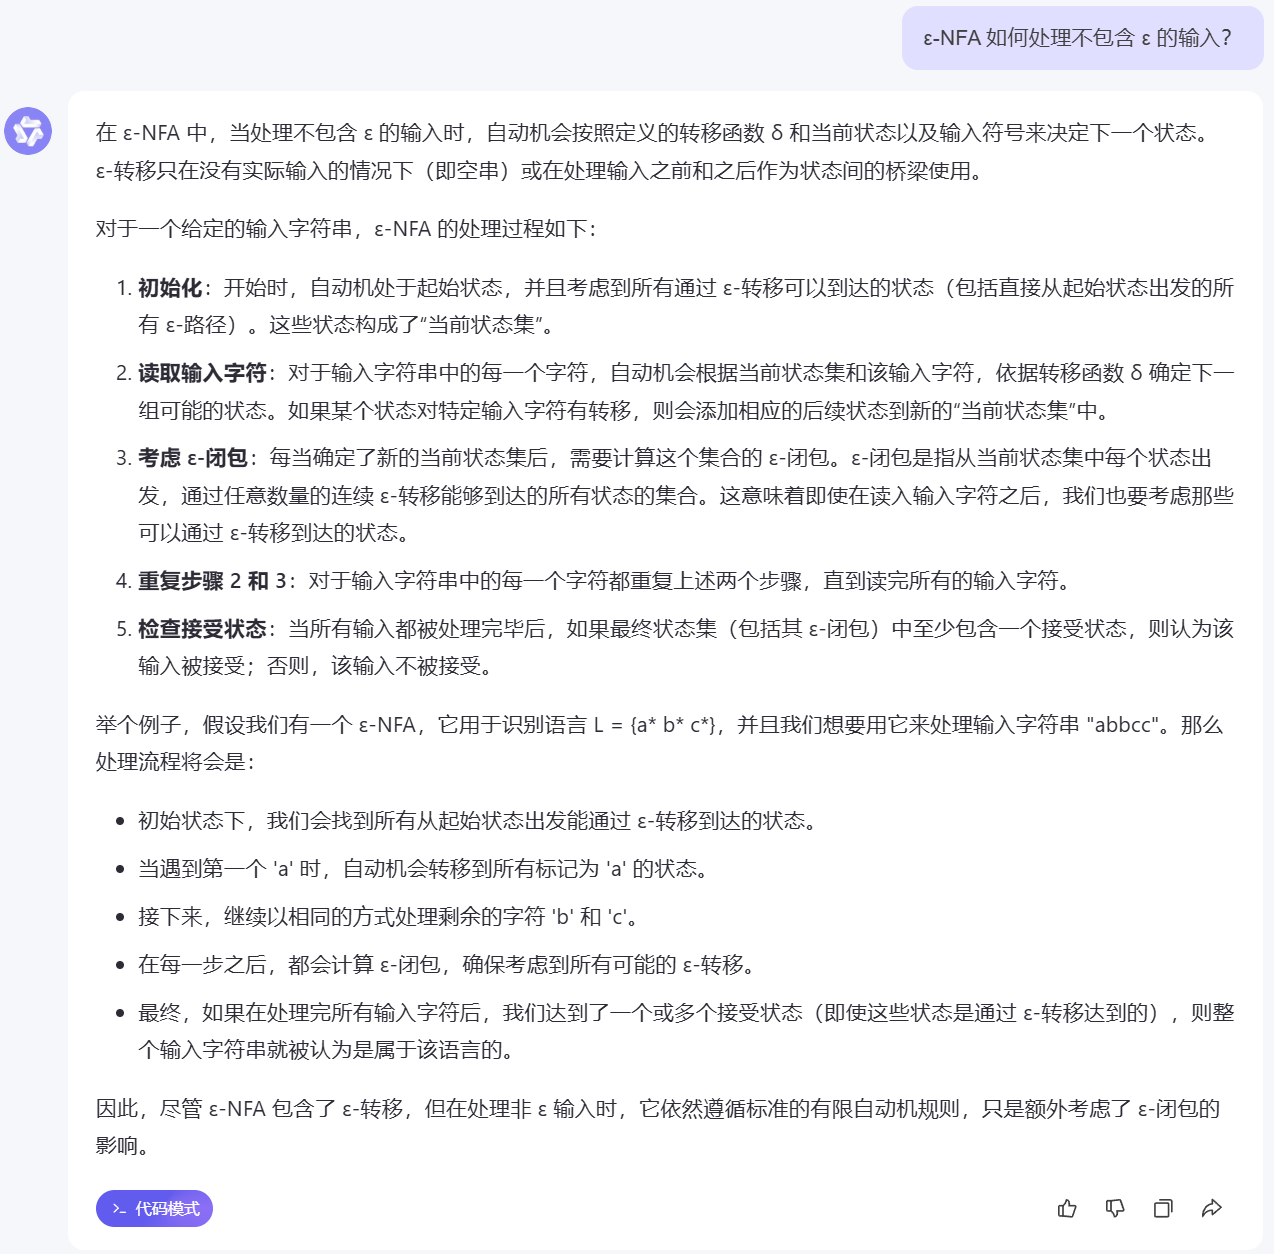 ε-NFA 如何处理不包含 ε 的输入？
在 ε-NFA 中，当处理不包含 ε 的输入时，自动机会按照定义的转移函数 δ 和当前状态以及输入符号来决定下一个状态。
ε-转移只在没有实际输入的情况下（即空串）或在处理输入之前和之后作为状态间的桥梁使用。
对于一个给定的输入字符串，ε-NFA 的处理过程如下：
1. 初始化：开始时，自动机处于起始状态，并且考虑到所有通过 ε-转移可以到达的状态（包括直接从起始状态出发的所
有 ε-路径）。这些状态构成了“当前状态集”。
2. 读取输入字符：对于输入字符串中的每一个字符，自动机会根据当前状态集和该输入字符，依据转移函数 δ 确定下一
组可能的状态。如果某个状态对特定输入字符有转移，则会添加相应的后续状态到新的“当前状态集”中。
3. 考虑 ε-闭包：每当确定了新的当前状态集后，需要计算这个集合的 ε-闭包。ε-闭包是指从当前状态集中每个状态出
发，通过任意数量的连续 ε-转移能够到达的所有状态的集合。这意味着即使在读入输入字符之后，我们也要考虑那些
可以通过 ε-转移到达的状态。
4. 重复步骤 2 和 3：对于输入字符串中的每一个字符都重复上述两个步骤，直到读完所有的输入字符。
5. 检查接受状态：当所有输入都被处理完毕后，如果最终状态集（包括其 ε-闭包）中至少包含一个接受状态，则认为该
输入被接受；否则，该输入不被接受。
举个例子，假设我们有一个 ε-NFA，它用于识别语言 L = {a* b* c*}，并且我们想要用它来处理输入字符串 "abbcc"。那么
处理流程将会是：
• 初始状态下，我们会找到所有从起始状态出发能通过 ε-转移到达的状态。
• 当遇到第一个 'a' 时，自动机会转移到所有标记为 'a' 的状态。
• 接下来，继续以相同的方式处理剩余的字符 'b' 和 'c'。
• 在每一步之后，都会计算 ε-闭包，确保考虑到所有可能的 ε-转移。
• 最终，如果在处理完所有输入字符后，我们达到了一个或多个接受状态（即使这些状态是通过 ε-转移达到的），则整
个输入字符串就被认为是属于该语言的。
因此，尽管 ε-NFA 包含了 ε-转移，但在处理非 ε 输入时，它依然遵循标准的有限自动机规则，只是额外考虑了 ε-闭包的
影响。
代码模式